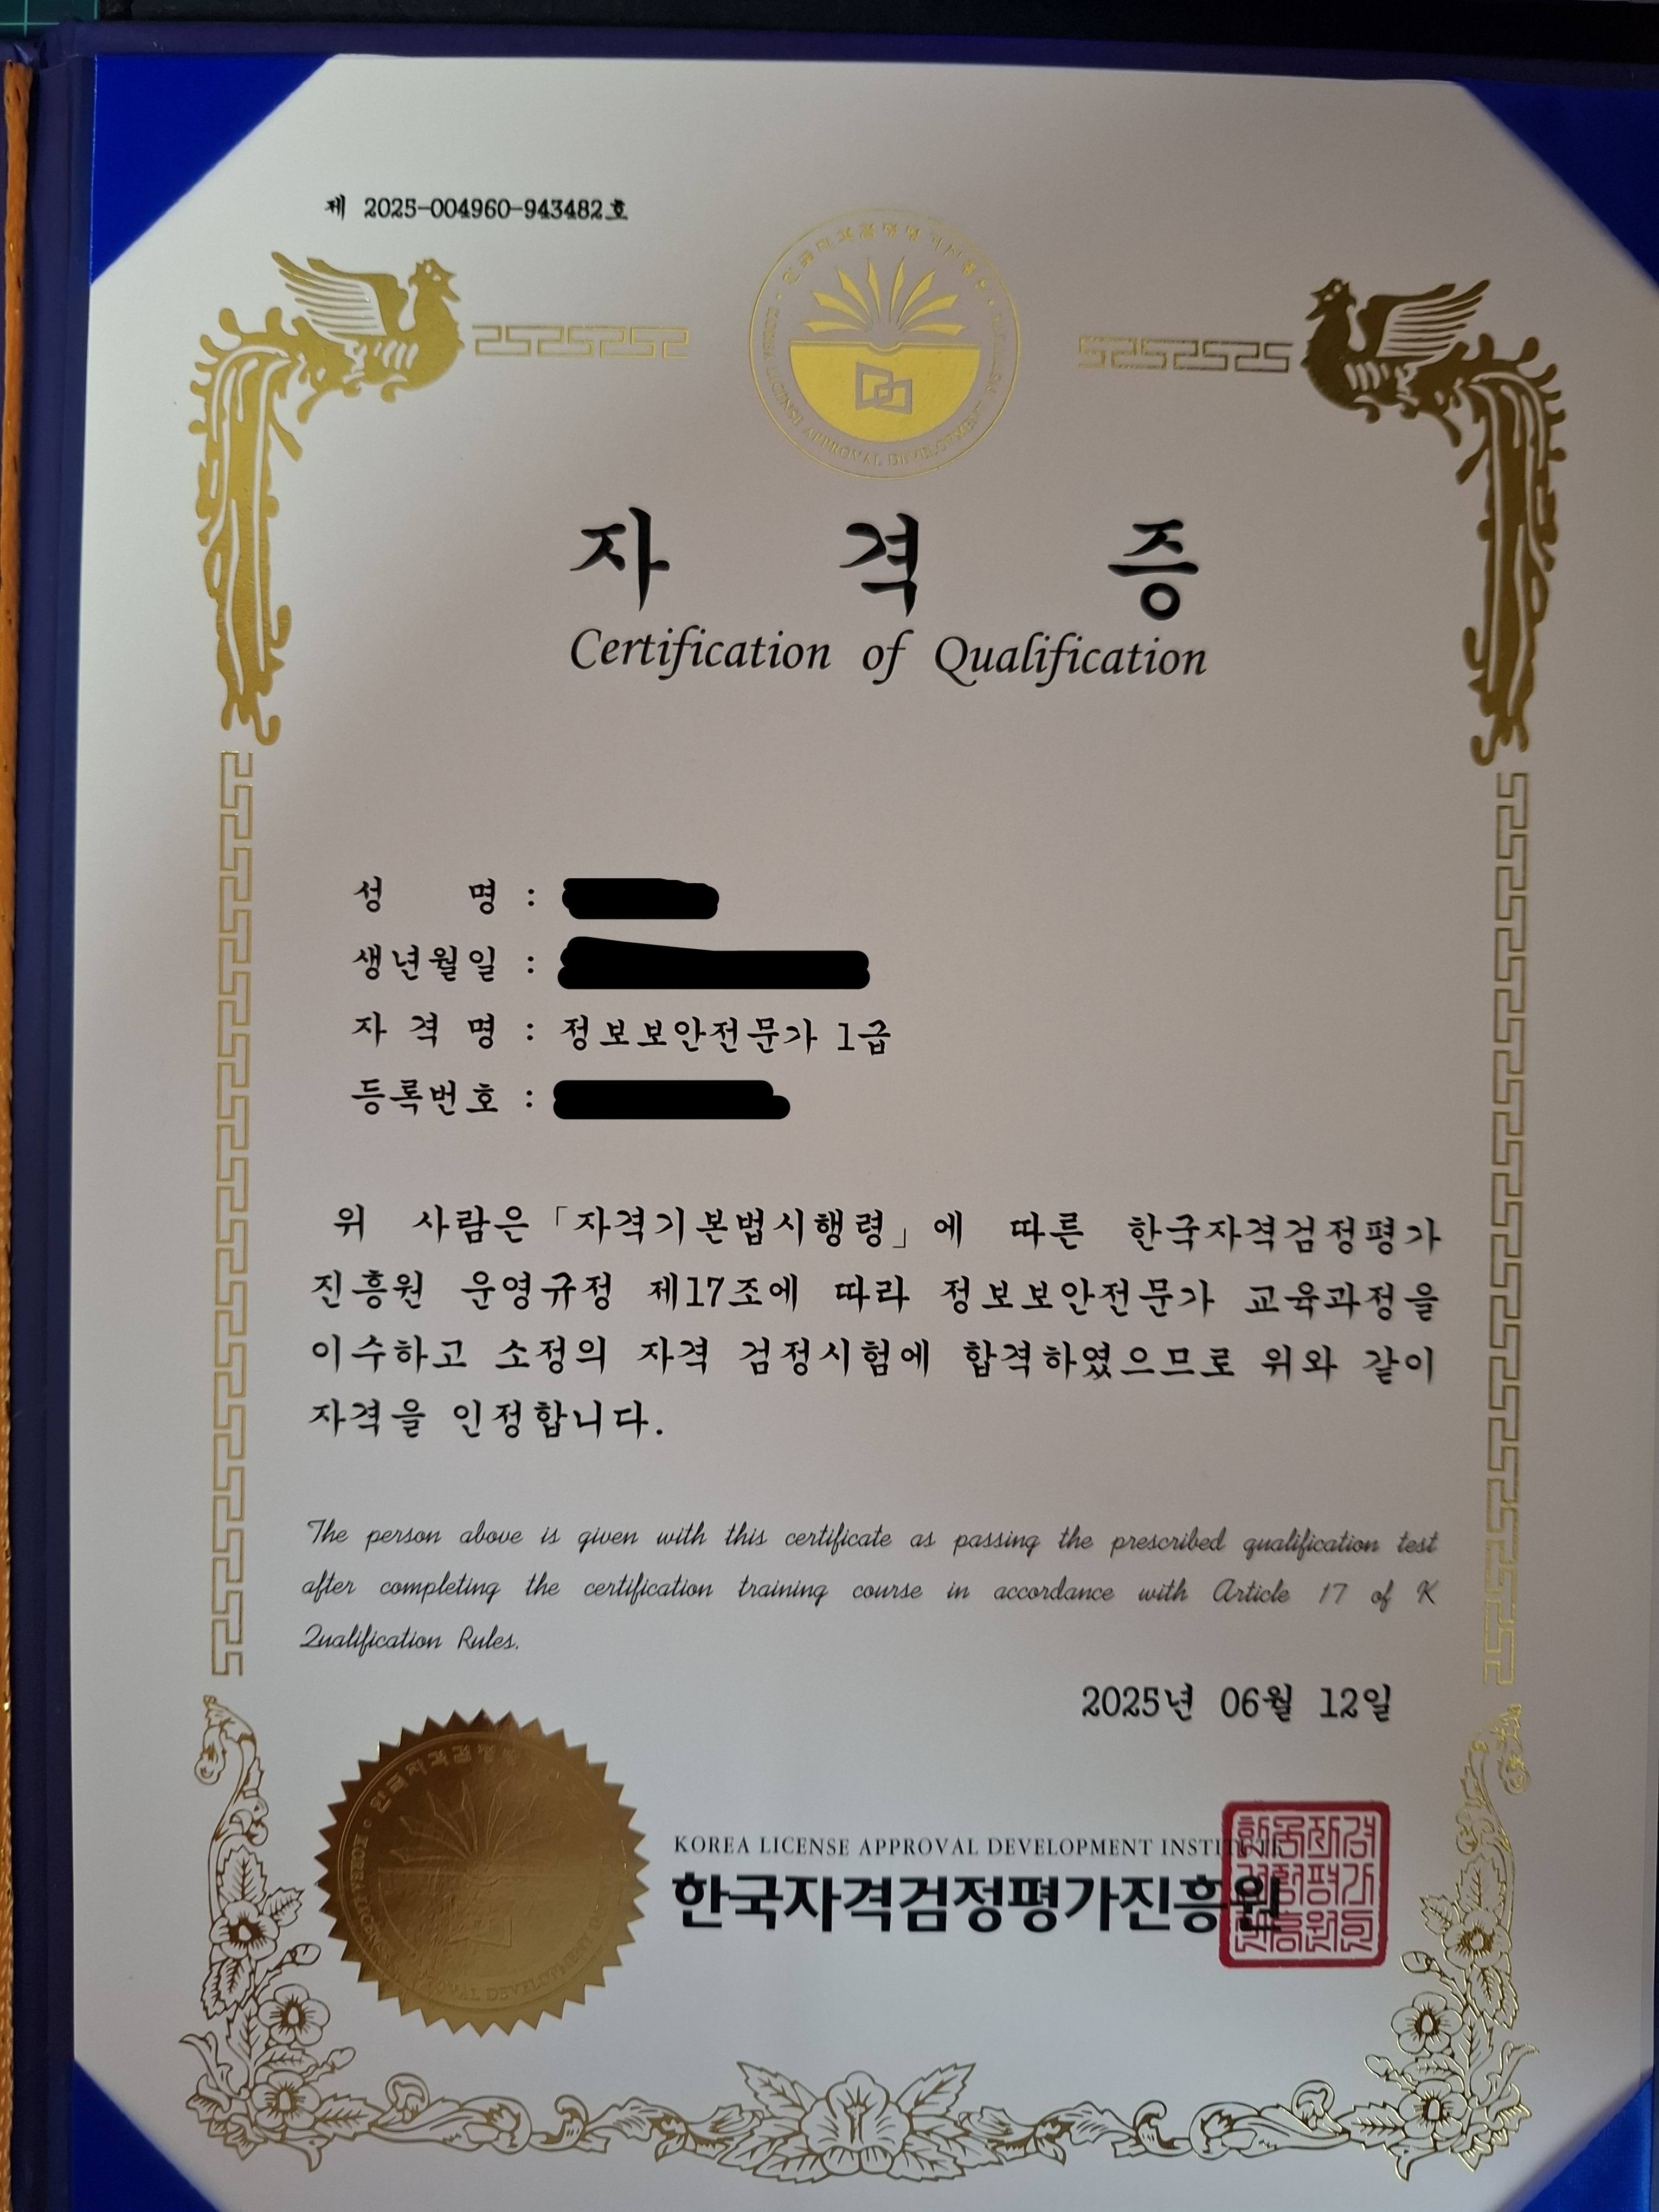 제 2025-004960-943482호
자 격 증
Certification of Qualification
성 명 :
생년월일 :
자 격 명 : 정보보안전문가 1급
등록번호 :
위 사람은「자격기본법시행령」에 따른 한국자격검정평가
진흥원 운영규정 제17조에 따라 정보보안전문가 교육과정을
이수하고 소정의 자격 검정시험에 합격하였으므로 위와 같이
자격을 인정합니다.
The person above is given with this certificate as passing the prescribed qualification test
after completing the certification training course in accordance with Article 17 of K
Qualification Rules.
2025년 06월 12일
KOREA LICENSE APPROVAL DEVELOPMENT INSTITUTE
한국자격검정평가진흥원